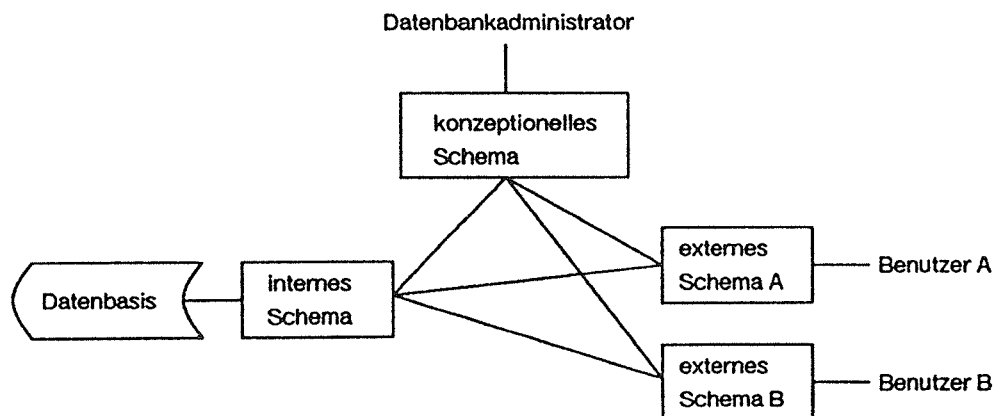 Datenbankadministrator
konzeptionelles
Schema
Datenbasis
internes
Schema
externes
Schema A
Benutzer A
externes
Schema B
Benutzer B